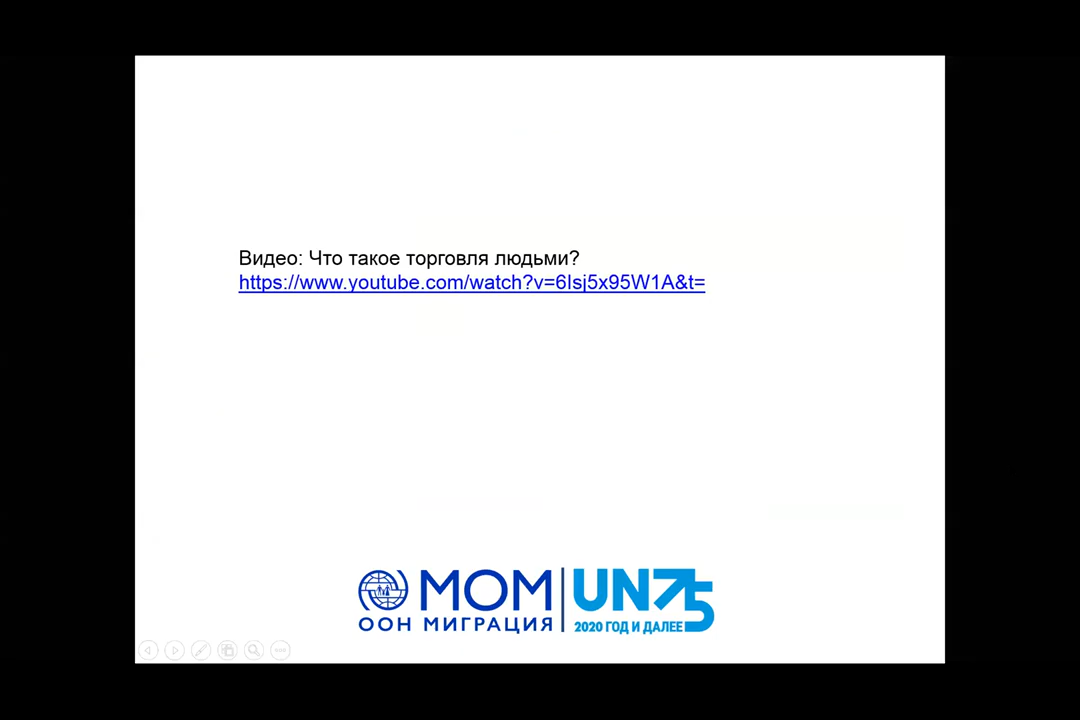 Видео: Что такое торговля людьми?
https://www.youtube.com/watch?v=6Isj5x95W1A&t=
МОМ
ООН МИГРАЦИЯ
UN75
2020 ГОД И ДАЛЕЕ